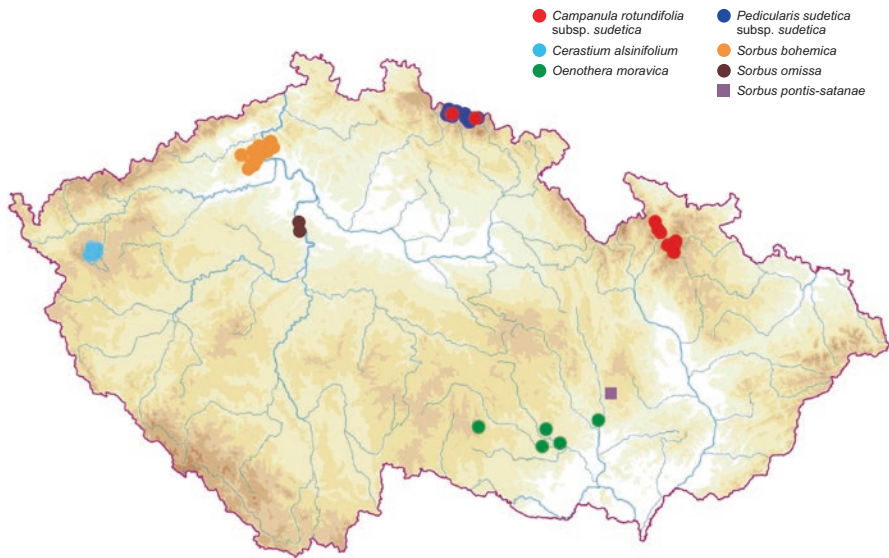 Campanula rotundifolia
subsp. sudetica
Cerastium alsinifolium
Oenothera moravica
Pedicularis sudetica
subsp. sudetica
Sorbus bohemica
Sorbus omissa
Sorbus pontis-satanae